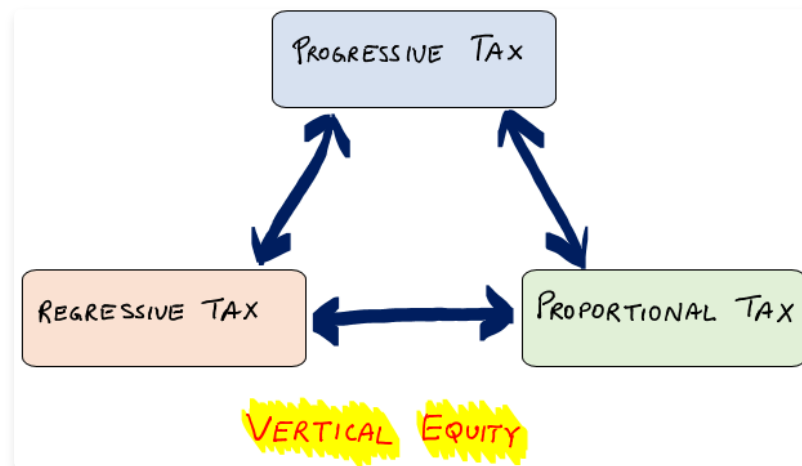 PROGRESSIVE TAX
REGRESSIVE TAX
PROPORTIONAL TAX
VERTICAL EQUITY